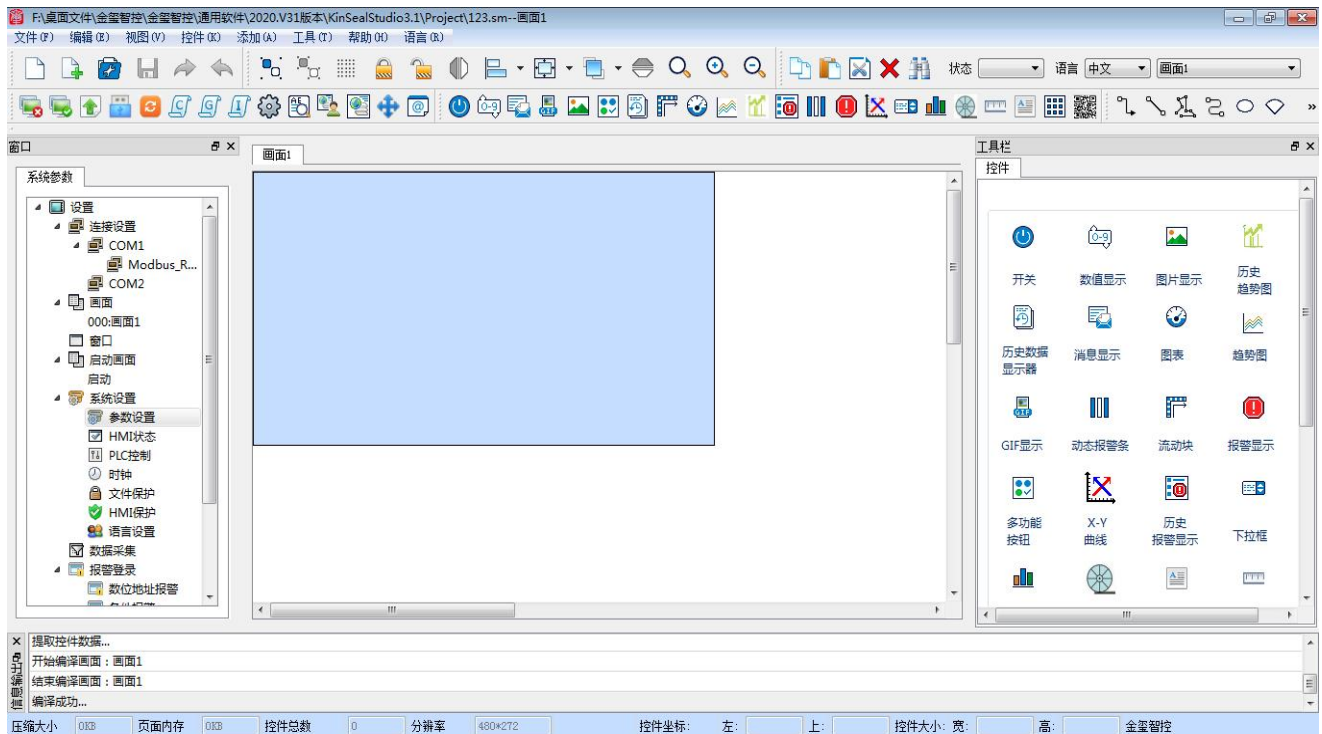 F:\桌面文件\金玺智控\金玺智控\通用软件\2020.V31版本\KinSealStudio3.1\Project\123.sm--画面1
文件(F) 编辑(E) 视图(V) 控件(K) 添加(A) 工具(T) 帮助(H) 语言(R)
状态 语言 中文 画面1
窗口
系统参数
设置
连接设置
COM1
Modbus_R...
COM2
画面
000:画面1
窗口
启动画面
启动
系统设置
参数设置
HMI状态
PLC控制
时钟
文件保护
HMI保护
语言设置
数据采集
报警登录
数位地址报警
画面1
工具栏
控件
开关 数值显示 图片显示 历史
趋势图
历史数据
显示器 消息显示 图表 趋势图
GIF显示 动态报警条 流动块 报警显示
多功能
按钮 X-Y
曲线 历史
报警显示 下拉框
提取控件数据...
开始编译画面：画面1
结束编译画面：画面1
编译成功...
压缩大小 0KB 页面内存 0KB 控件总数 0 分辨率 480*272 控件坐标: 左: 上: 控件大小: 宽: 高: 金玺智控